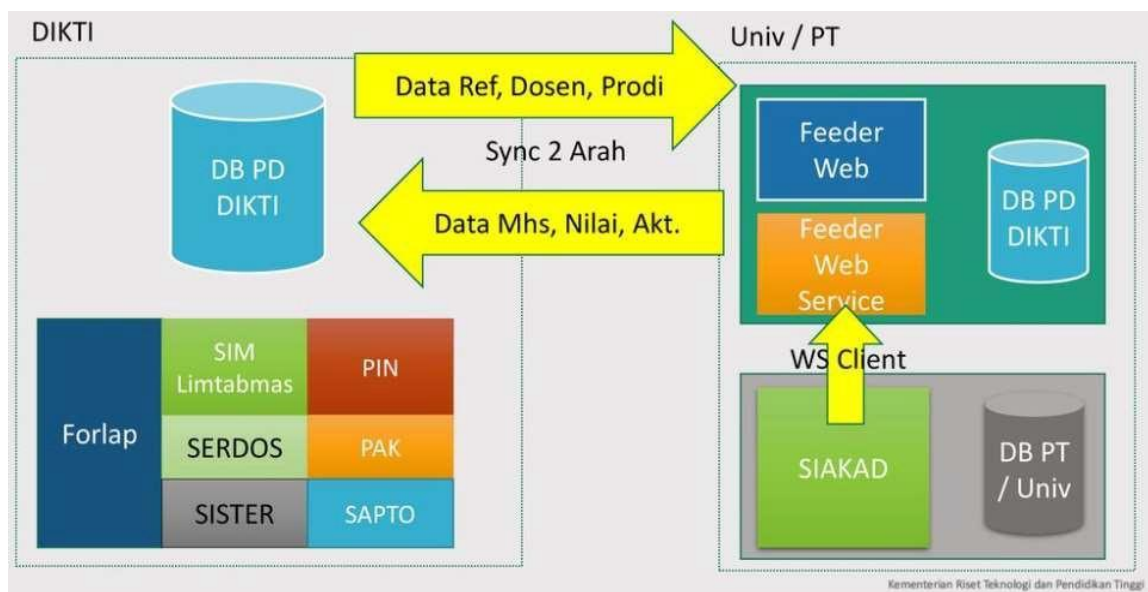 DIKTI
Univ / PT
Data Ref, Dosen, Prodi
Sync 2 Arah
Data Mhs, Nilai, Akt.
DB PD
DIKTI
Feeder
Web
Feeder
Web
Service
DB PD
DIKTI
Forlap
SIM
Limtabmas
PIN
SERDOS
PAK
SISTER
SAPTO
WS Client
SIAKAD
DB PT
/ Univ
Kementerian Riset Teknologi dan Pendidikan Tinggi